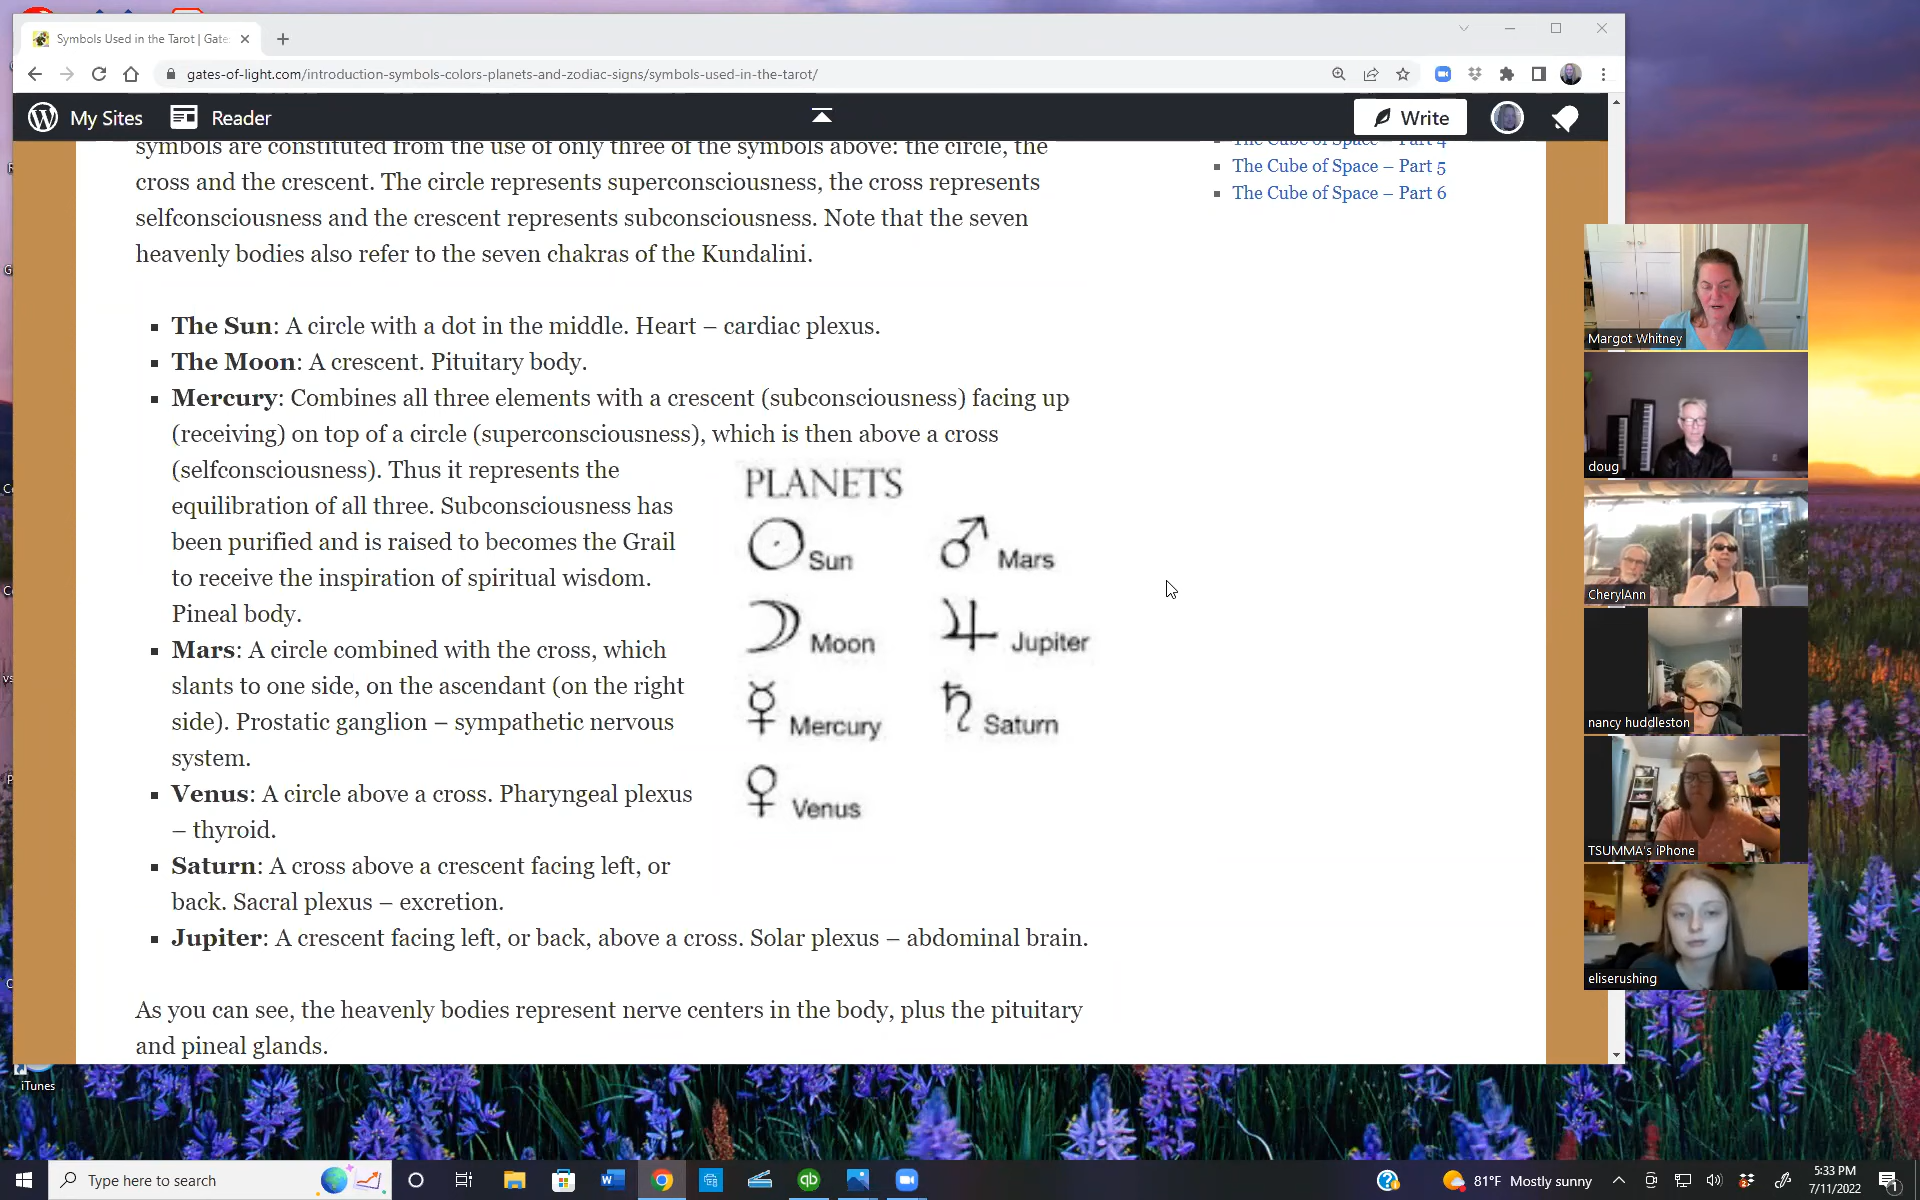 Symbols Used in the Tarot | Gate
gates-of-light.com/introduction-symbols-colors-planets-and-zodiac-signs/symbols-used-in-the-tarot/
My Sites
Reader
Write
symbols are constituted from the use of only three of the symbols above: the circle, the
cross and the crescent. The circle represents superconsciousness, the cross represents
selfconsciousness and the crescent represents subconsciousness. Note that the seven
heavenly bodies also refer to the seven chakras of the Kundalini.
The Cube of Space – Part 4
The Cube of Space – Part 5
The Cube of Space – Part 6
▪ The Sun: A circle with a dot in the middle. Heart – cardiac plexus.
▪ The Moon: A crescent. Pituitary body.
▪ Mercury: Combines all three elements with a crescent (subconsciousness) facing up
(receiving) on top of a circle (superconsciousness), which is then above a cross
(selfconsciousness). Thus it represents the
equilibration of all three. Subconsciousness has
been purified and is raised to becomes the Grail
to receive the inspiration of spiritual wisdom.
Pineal body.
▪ Mars: A circle combined with the cross, which
slants to one side, on the ascendant (on the right
side). Prostatic ganglion – sympathetic nervous
system.
▪ Venus: A circle above a cross. Pharyngeal plexus
– thyroid.
▪ Saturn: A cross above a crescent facing left, or
back. Sacral plexus – excretion.
▪ Jupiter: A crescent facing left, or back, above a cross. Solar plexus – abdominal brain.
PLANETS
☉ Sun
♂ Mars
☽ Moon
♃ Jupiter
☿ Mercury
♄ Saturn
♀ Venus
As you can see, the heavenly bodies represent nerve centers in the body, plus the pituitary
and pineal glands.
Margot Whitney
doug
CherylAnn
nancy huddleston
TSUMMA's iPhone
eliserushing
iTunes
Type here to search
81°F Mostly sunny
5:33 PM
7/11/2022
1